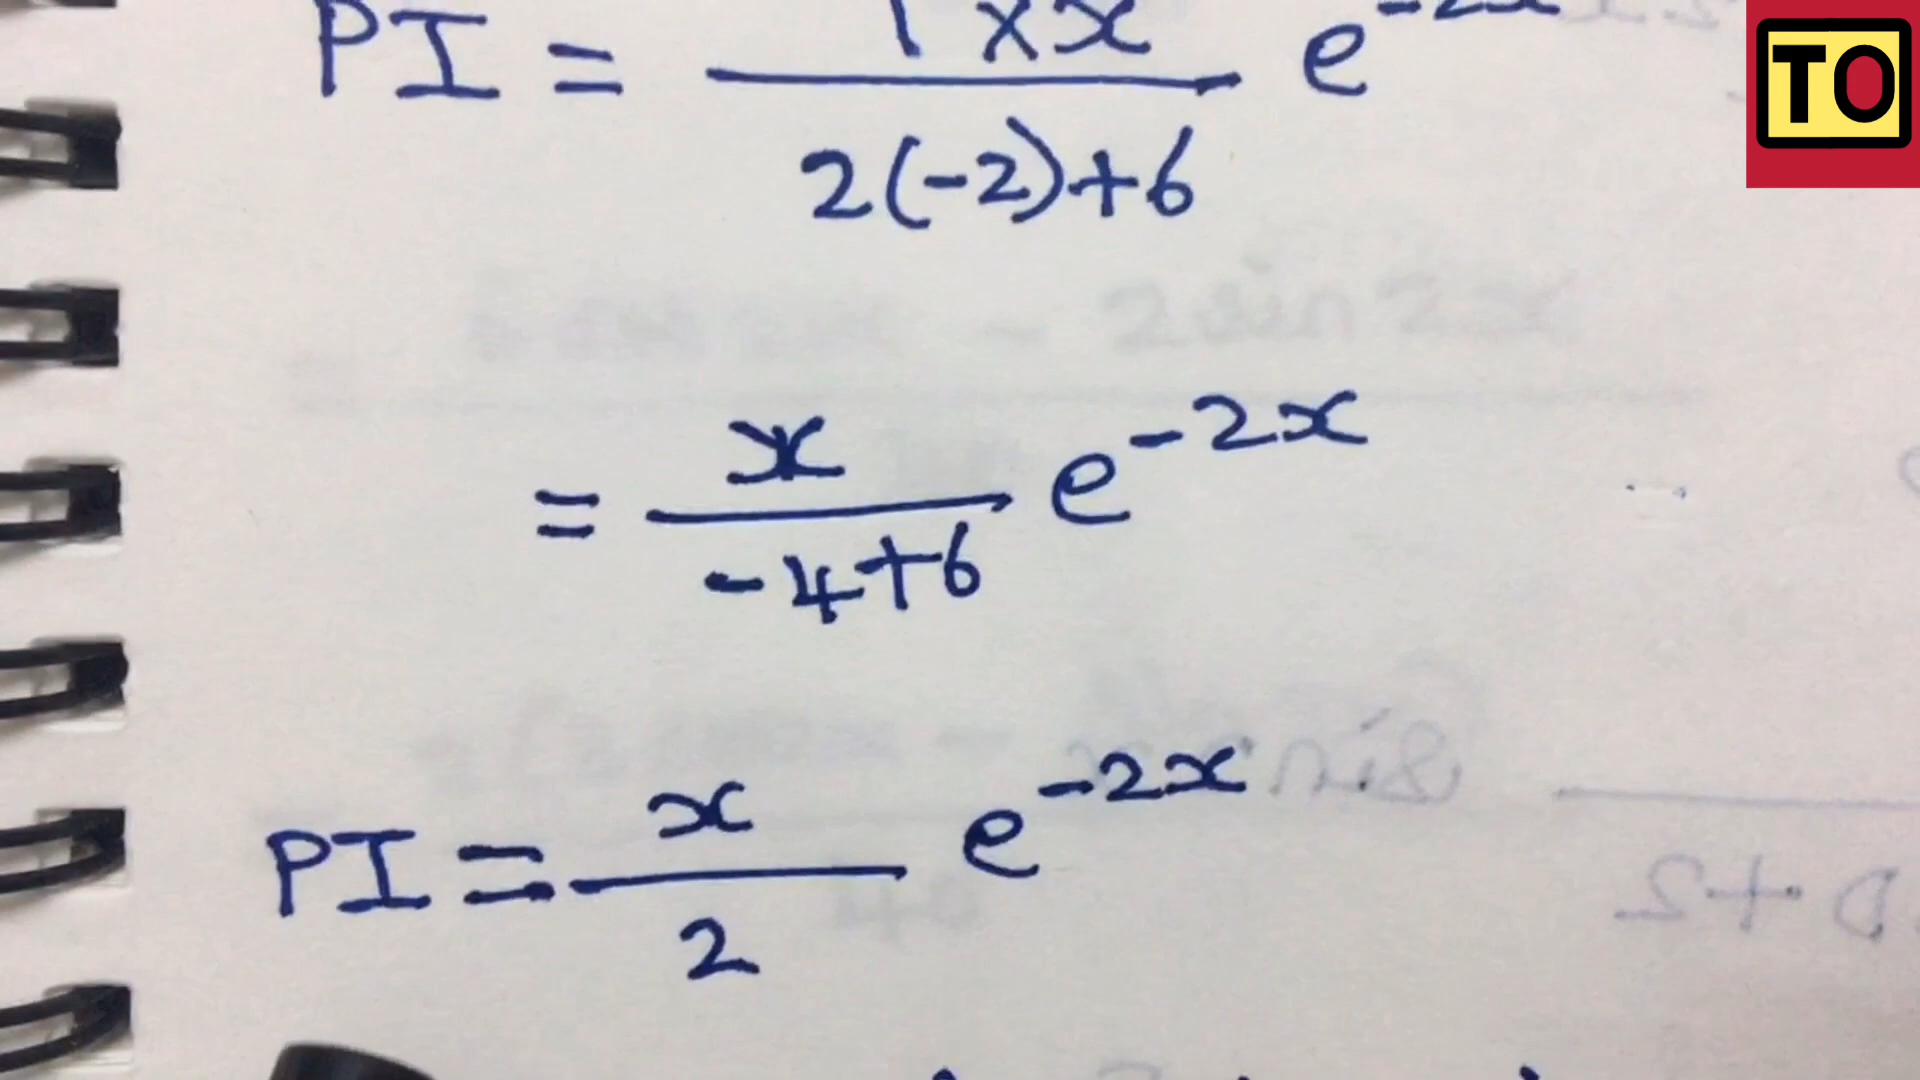 TO
PI = 1 × x / 2(-2)+6 e^-2x
= x / -4+6 e^-2x
PI = x / 2 e^-2x